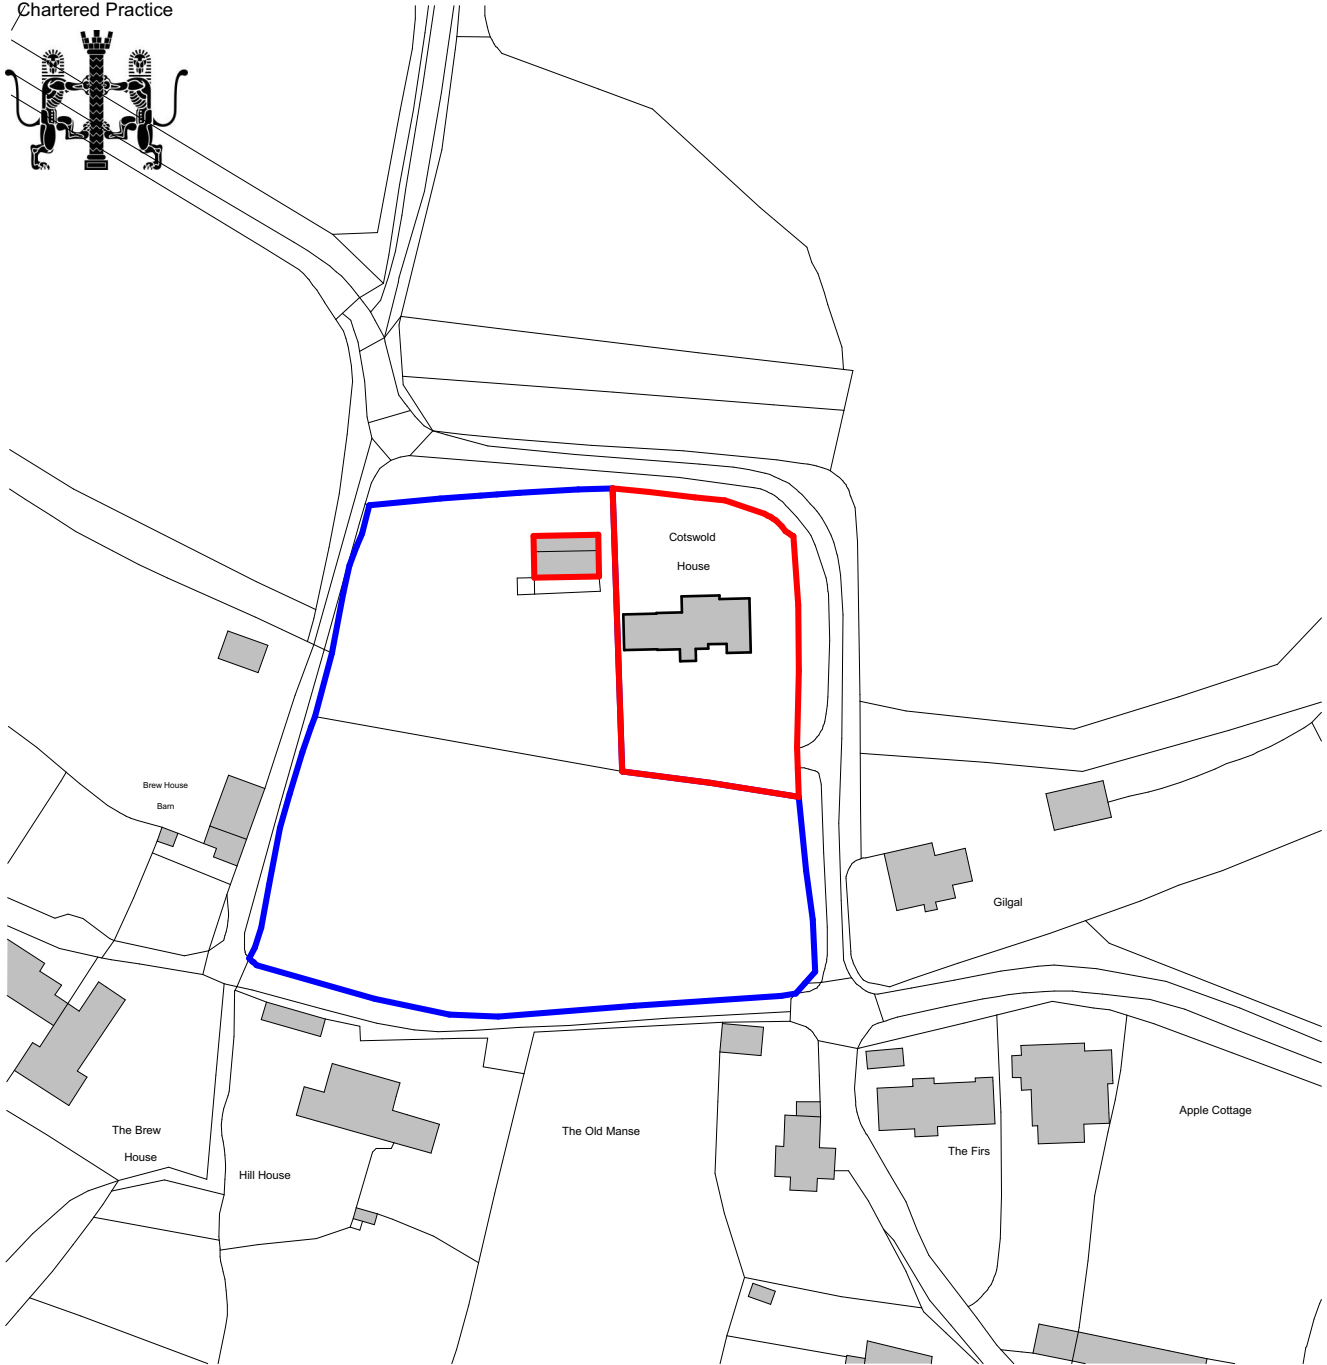 Chartered Practice
Cotswold
House
Brew House
Barn
Gilgal
The Brew
House
Hill House
The Old Manse
The Firs
Apple Cottage